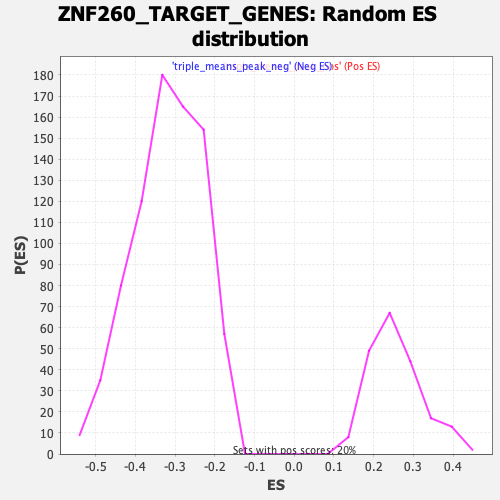 ZNF260_TARGET_GENES: Random ES
distribution
'triple_means_peak_neg' (Neg ES) (Pos ES)
180
170
160
150
140
130
120
110
100
90
80
70
60
50
40
30
20
10
0
P(ES)
Sets with pos scores: 20%
-0.5 -0.4 -0.3 -0.2 -0.1 0.0 0.1 0.2 0.3 0.4
ES